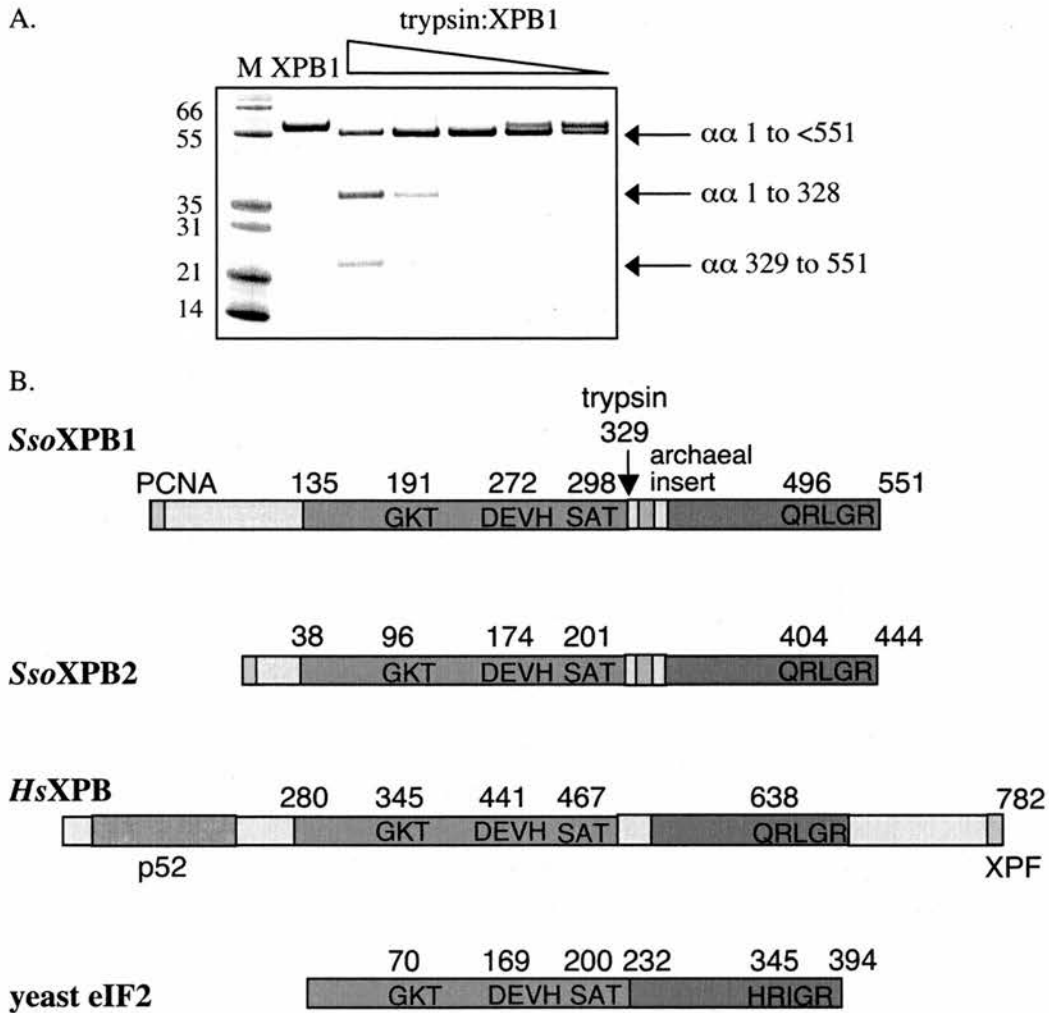 A.
trypsin:XPB1
M XPB1
66
55
35
31
21
14
αα 1 to <551
αα 1 to 328
αα 329 to 551
B.
trypsin
329
SsoXPB1
archaeal
insert
PCNA 135 191 272 298 496 551
GKT DEVH SAT QRLGR
38 96 174 201 404 444
SsoXPB2
GKT DEVH SAT QRLGR
HsXPB
280 345 441 467 638 782
GKT DEVH SAT QRLGR
p52 XPF
70 169 200 232 345 394
yeast eIF2
GKT DEVH SAT HRIGR